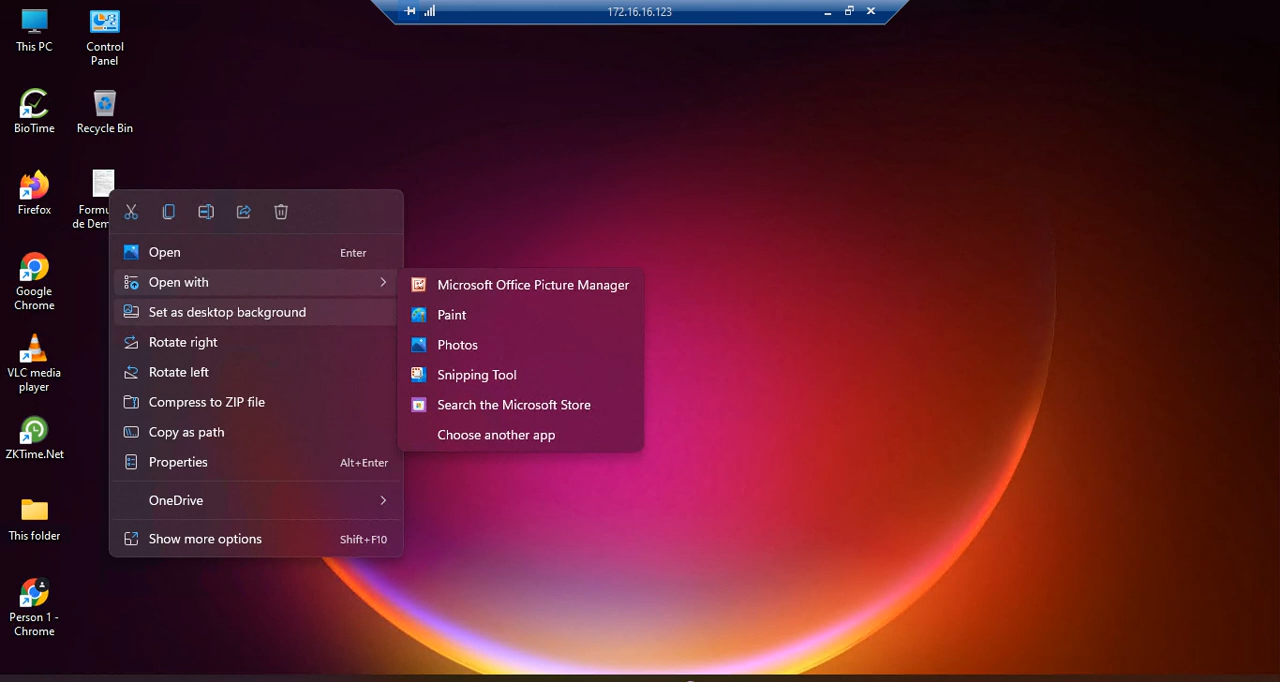 172.16.16.123
This PC
Control
Panel
BioTime
Recycle Bin
Firefox
Google
Chrome
VLC media
player
ZKTime.Net
This folder
Person 1 -
Chrome
Open
Enter
Open with
Set as desktop background
Rotate right
Rotate left
Compress to ZIP file
Copy as path
Properties
Alt+Enter
OneDrive
Show more options
Shift+F10
Microsoft Office Picture Manager
Paint
Photos
Snipping Tool
Search the Microsoft Store
Choose another app